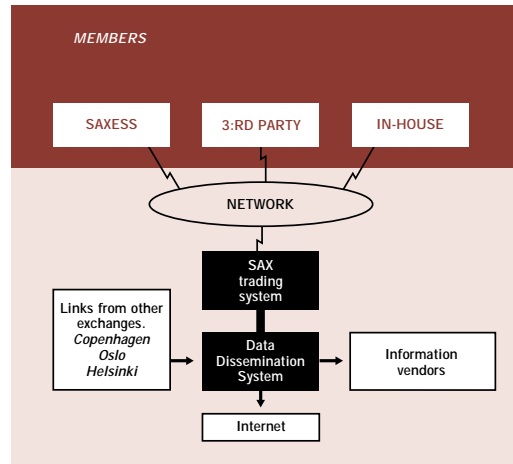 MEMBERS
SAXESS
3:RD PARTY
IN-HOUSE
NETWORK
SAX
trading
system
Links from other
exchanges.
Copenhagen
Oslo
Helsinki
Data
Dissemination
System
Information
vendors
Internet